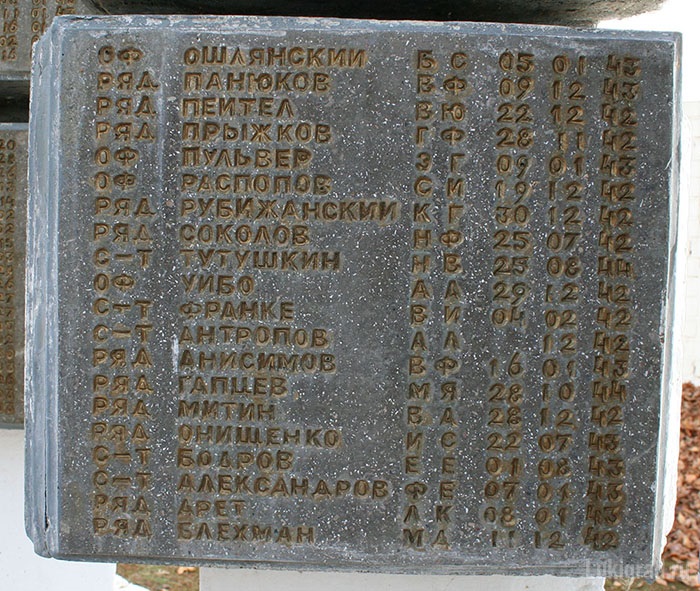 ОФ ОШЛЯНСКИЙ Б С 05 01 43
РЯД ПАНЮКОВ В Ф 09 12 43
РЯД ПЕИТЕЛ В Ю 22 12 42
РЯД ПРЫЖКОВ Г Ф 28 11 42
ОФ ПУЛЬВЕР З Г 09 01 43
ОФ РАСПОПОВ С И 19 12 42
РЯД РУБИЖАНСКИЙ К Г 30 12 42
РЯД СОКОЛОВ Н Ф 25 07 42
С-Т ТУТУШКИН Н В 25 08 44
ОФ УИБО А А 29 12 42
С-Т ФРАНКЕ В И 04 02 42
С-Т АНТРОПОВ А Л 12 42
РЯД АНИСИМОВ В Ф 16 01 43
РЯД ГАПЦЕВ М Я 28 10 44
РЯД МИТИН В А 28 12 42
РЯД ОНИЩЕНКО И С 22 07 43
С-Т БОДРОВ Е Е 01 08 43
С-Т АЛЕКСАНДРОВ Ф Е 07 01 43
РЯД АРЕТ Л К 08 01 43
РЯД БЛЕХМАН М Д 11 12 42